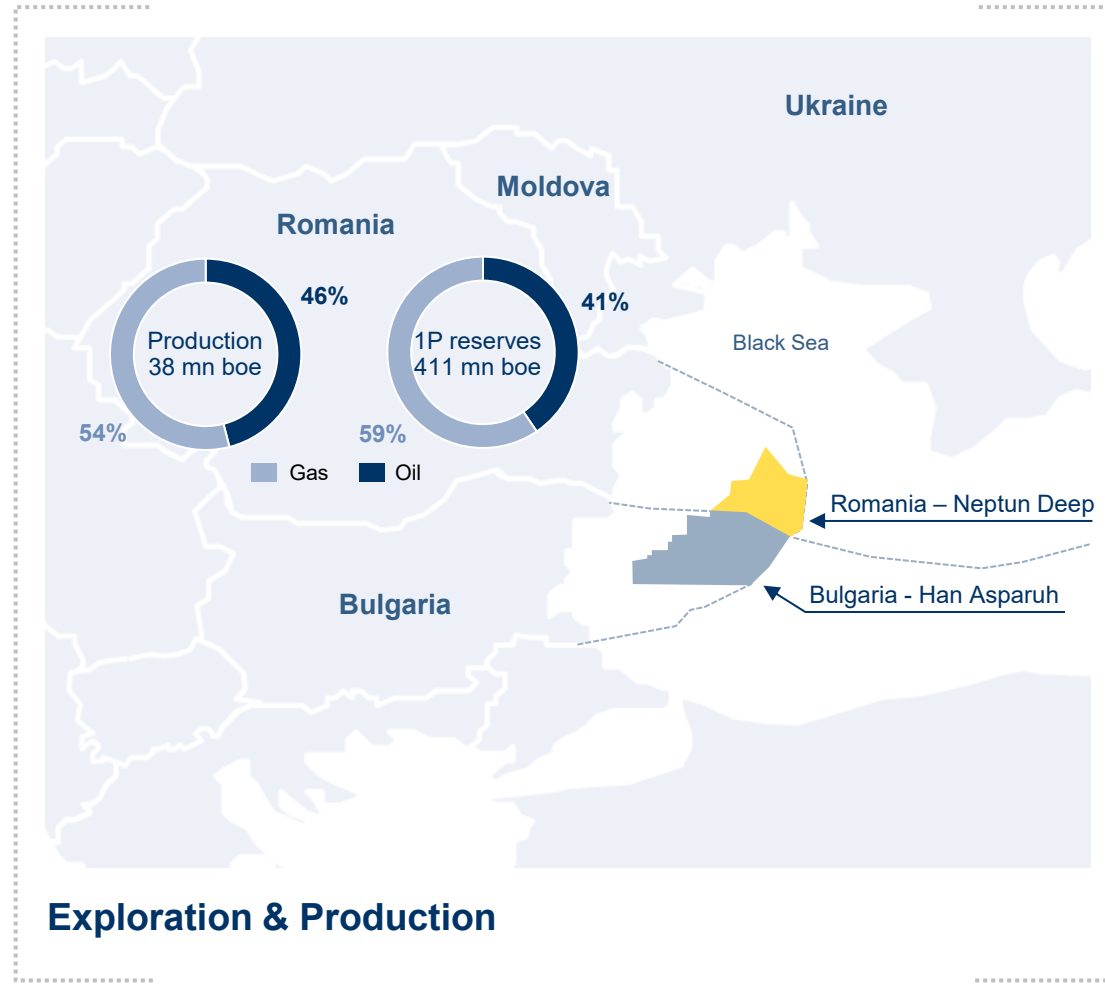 Ukraine
Moldova
Romania
46%
41%
Production
38 mn boe
1P reserves
411 mn boe
Black Sea
54%
59%
Gas
Oil
Romania – Neptun Deep
Bulgaria
Bulgaria - Han Asparuh
Exploration & Production